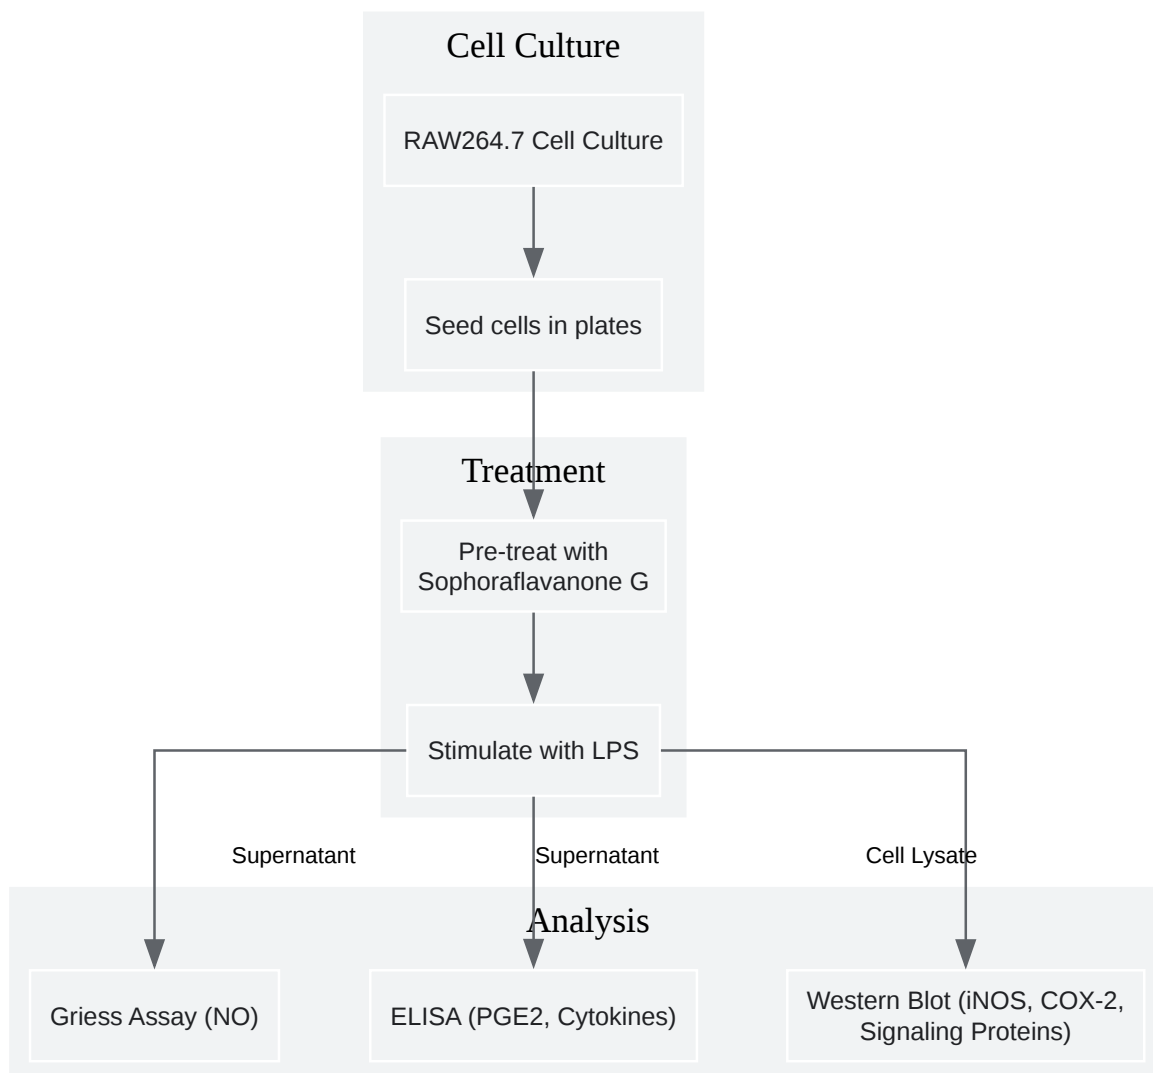 Cell Culture
RAW264.7 Cell Culture
Seed cells in plates
Treatment
Pre-treat with
Sophoraflavanone G
Stimulate with LPS
Supernatant
Supernatant
Cell Lysate
Analysis
Griess Assay (NO)
ELISA (PGE2, Cytokines)
Western Blot (iNOS, COX-2,
Signaling Proteins)